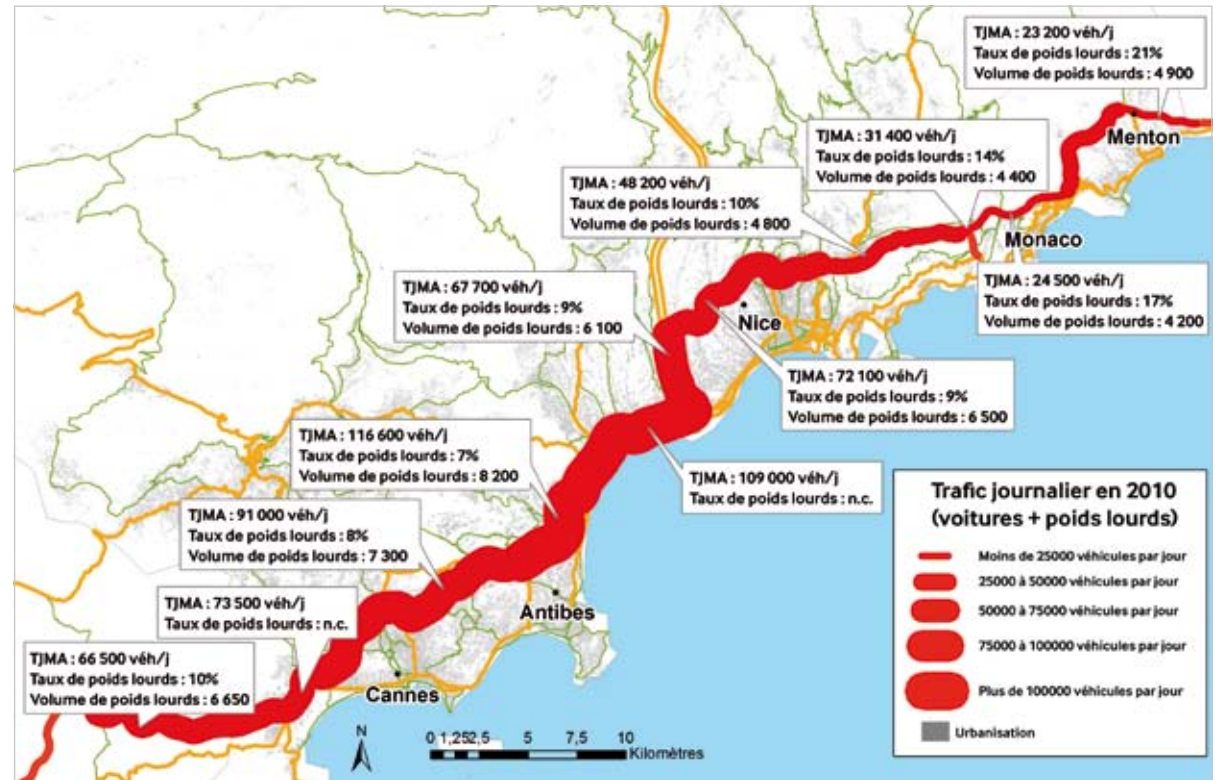 TJMA : 23 200 véh/j
Taux de poids lourds : 21%
Volume de poids lourds : 4 900
Menton
TJMA : 31 400 véh/j
Taux de poids lourds : 14%
Volume de poids lourds : 4 400
TJMA : 48 200 véh/j
Taux de poids lourds : 10%
Volume de poids lourds : 4 800
Monaco
TJMA : 67 700 véh/j
Taux de poids lourds : 9%
Volume de poids lourds : 6 100
TJMA : 24 500 véh/j
Taux de poids lourds : 17%
Volume de poids lourds : 4 200
Nice
TJMA : 72 100 véh/j
Taux de poids lourds : 9%
Volume de poids lourds : 6 500
TJMA : 116 600 véh/j
Taux de poids lourds : 7%
Volume de poids lourds : 8 200
TJMA : 109 000 véh/j
Taux de poids lourds : n.c.
TJMA : 91 000 véh/j
Taux de poids lourds : 8%
Volume de poids lourds : 7 300
Antibes
TJMA : 73 500 véh/j
Taux de poids lourds : n.c.
TJMA : 66 500 véh/j
Taux de poids lourds : 10%
Volume de poids lourds : 6 650
Cannes
N
0 1,252,5 5 7,5 10
Kilomètres
Trafic journalier en 2010
(voitures + poids lourds)
Moins de 25000 véhicules par jour
25000 à 50000 véhicules par jour
50000 à 75000 véhicules par jour
75000 à 100000 véhicules par jour
Plus de 100000 véhicules par jour
Urbanisation